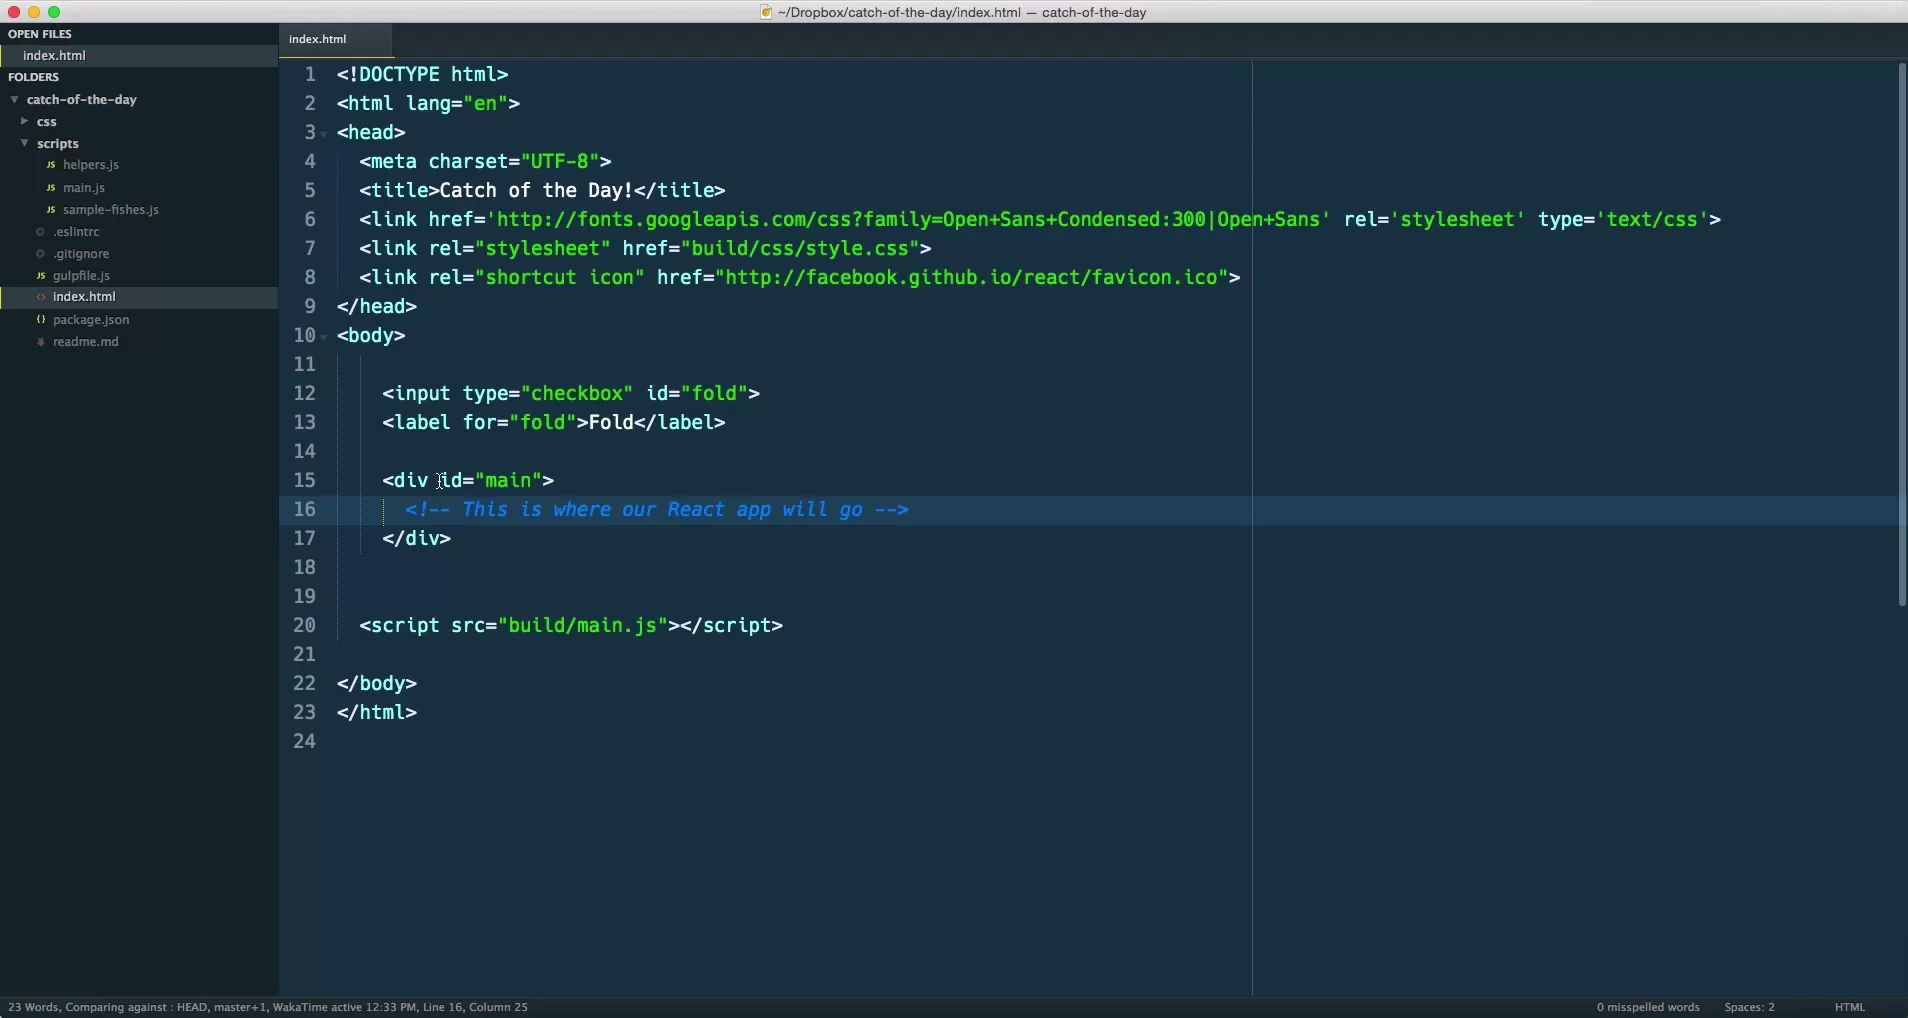 ~/Dropbox/catch-of-the-day/index.html — catch-of-the-day
OPEN FILES
index.html
FOLDERS
catch-of-the-day
css
scripts
JS helpers.js
JS main.js
JS sample-fishes.js
.eslintrc
.gitignore
JS gulpfile.js
<> index.html
{} package.json
readme.md
index.html
1 <!DOCTYPE html>
2 <html lang="en">
3 <head>
4 <meta charset="UTF-8">
5 <title>Catch of the Day!</title>
6 <link href='http://fonts.googleapis.com/css?family=Open+Sans+Condensed:300|Open+Sans' rel='stylesheet' type='text/css'>
7 <link rel="stylesheet" href="build/css/style.css">
8 <link rel="shortcut icon" href="http://facebook.github.io/react/favicon.ico">
9 </head>
10 <body>
11
12 <input type="checkbox" id="fold">
13 <label for="fold">Fold</label>
14
15 <div id="main">
16 <!-- This is where our React app will go -->
17 </div>
18
19
20 <script src="build/main.js"></script>
21
22 </body>
23 </html>
24
23 Words, Comparing against : HEAD, master+1, WakaTime active 12:33 PM, Line 16, Column 25
0 misspelled words
Spaces: 2
HTML